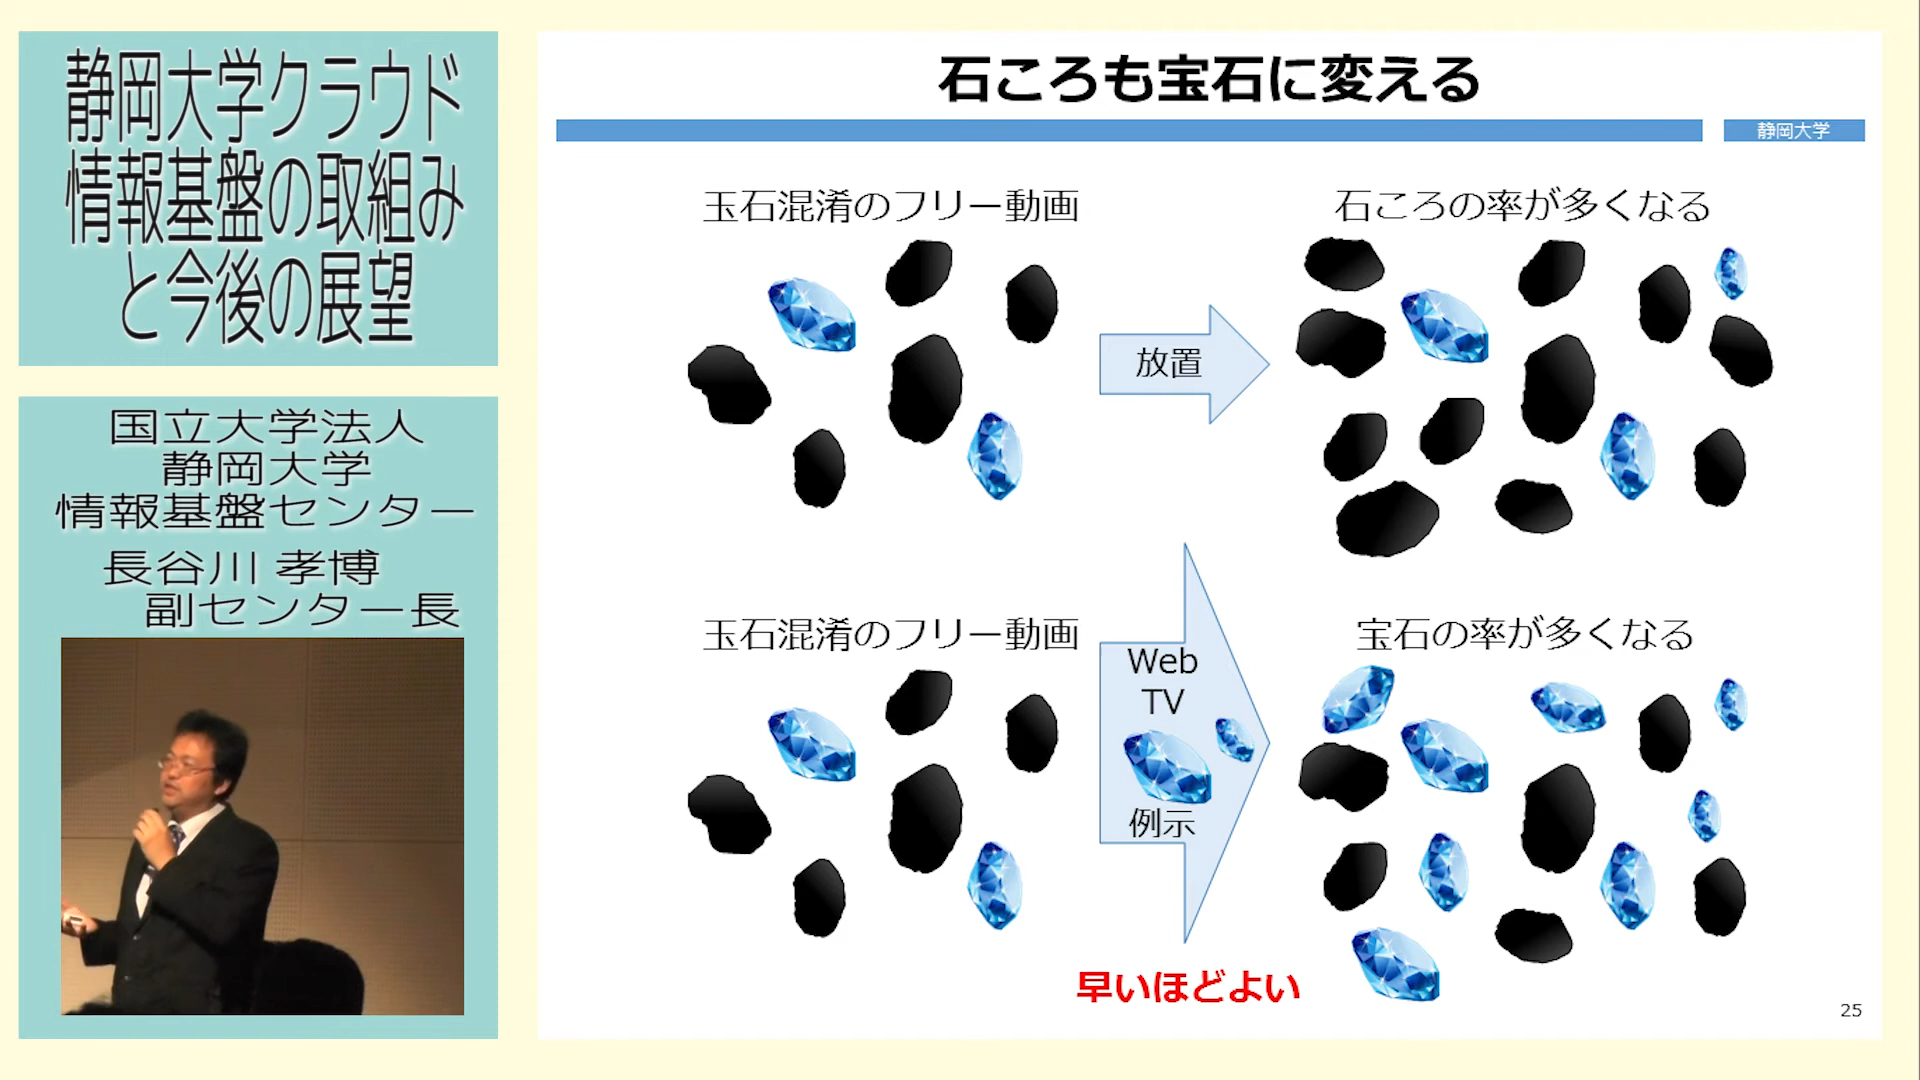 静岡大学クラウド
情報基盤の取組み
と今後の展望
国立大学法人
静岡大学
情報基盤センター
長谷川 孝博
副センター長
石ころも宝石に変える
静岡大学
玉石混淆のフリー動画
放置
石ころの率が多くなる
玉石混淆のフリー動画
Web
TV
例示
宝石の率が多くなる
早いほどよい
25